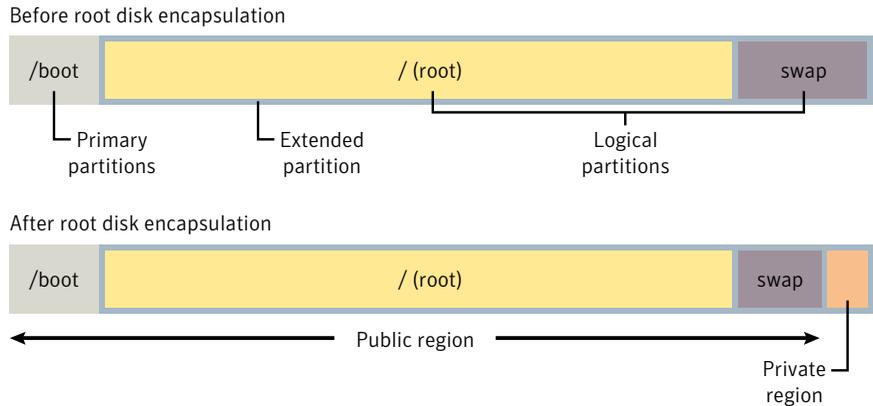 Before root disk encapsulation
/boot
/ (root)
swap
Primary
partitions
Extended
partition
Logical
partitions
After root disk encapsulation
/boot
/ (root)
swap
Public region
Private
region